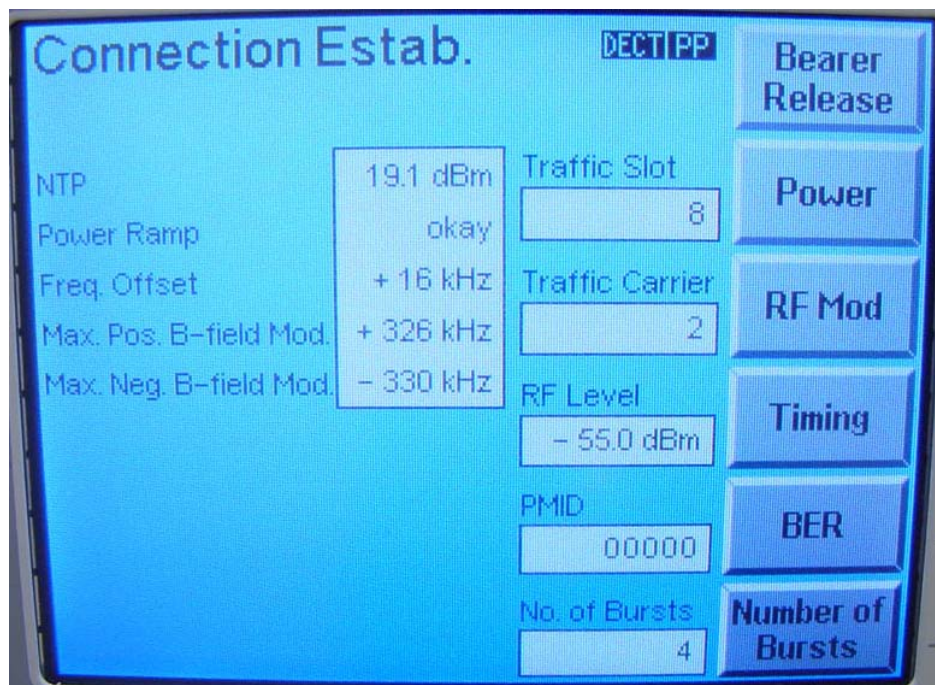 Connection Estab.
DECT PP
NTP 19.1 dBm
Power Ramp okay
Freq. Offset + 16 kHz
Max. Pos. B-field Mod. + 326 kHz
Max. Neg. B-field Mod. - 330 kHz
Traffic Slot
8
Traffic Carrier
2
RF Level
- 55.0 dBm
PMID
00000
No. of Bursts
4
Bearer
Release
Power
RF Mod
Timing
BER
Number of
Bursts